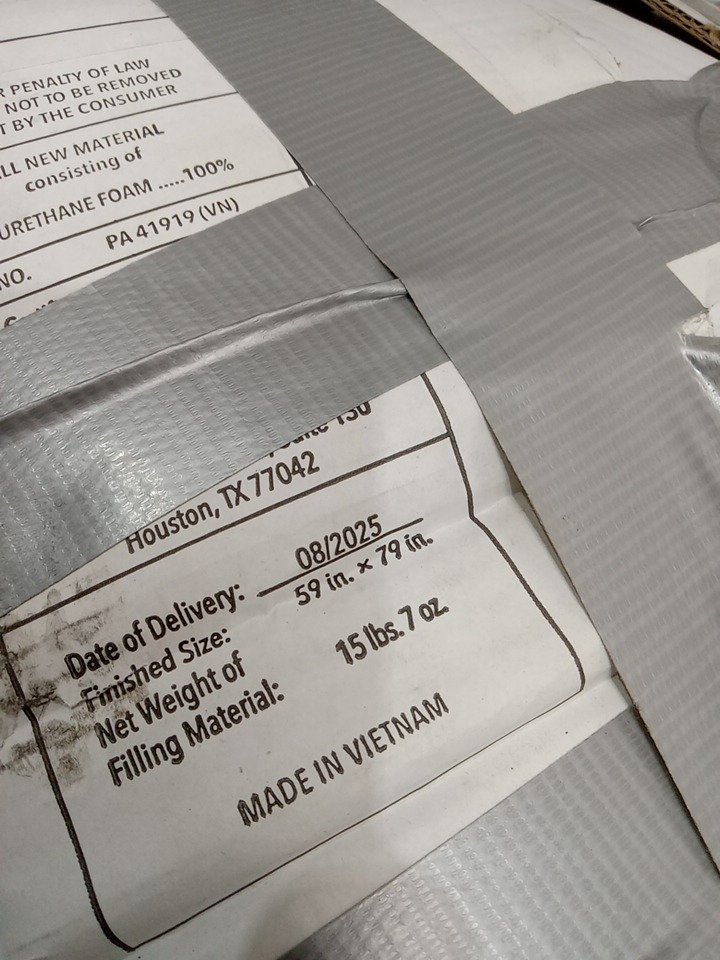 PENALTY OF LAW
NOT TO BE REMOVED
BY THE CONSUMER
NEW MATERIAL
consisting of
URETHANE FOAM .....100%
NO. PA 41919 (VN)
Houston, TX 77042
Date of Delivery: 08/2025
Finished Size: 59 in. × 79 in.
Net Weight of
Filling Material: 15 lbs. 7 oz.
MADE IN VIETNAM